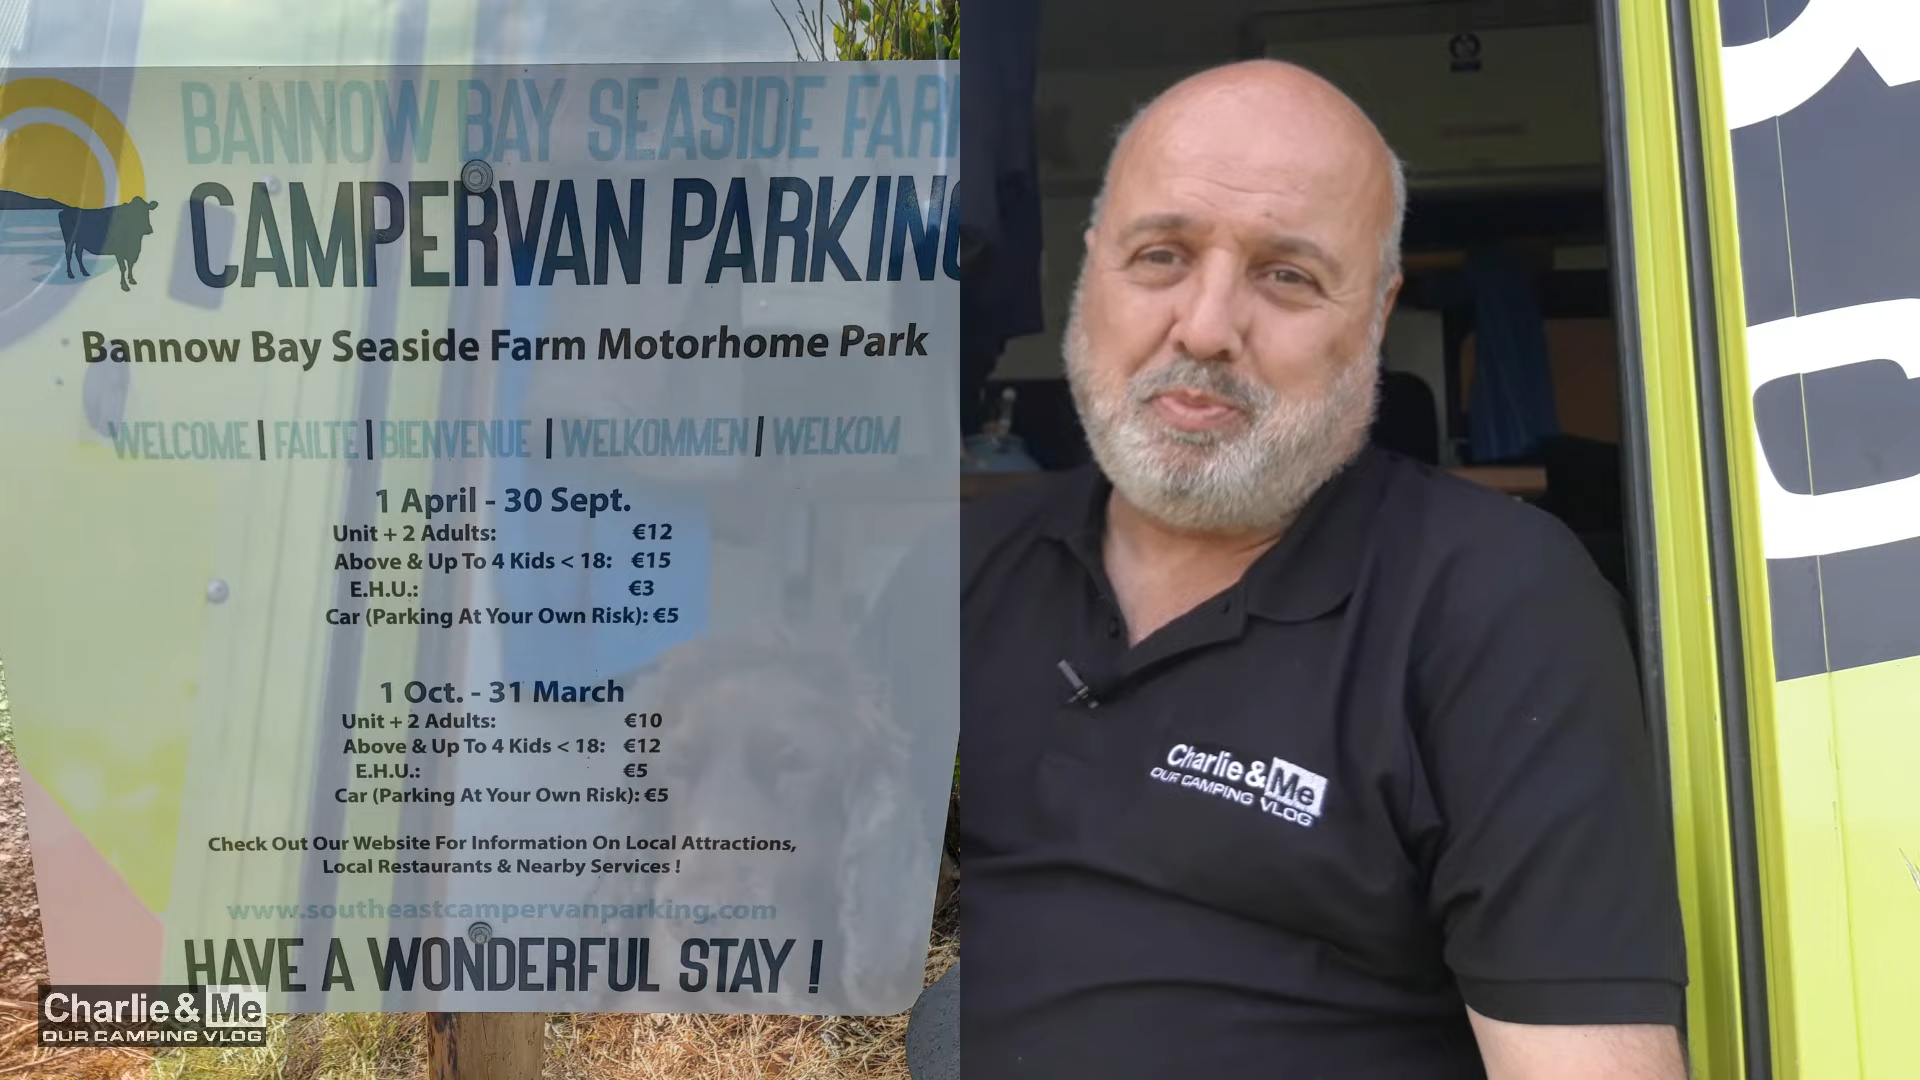 BANNOW BAY SEASIDE FAR
CAMPERVAN PARKING
Bannow Bay Seaside Farm Motorhome Park
WELCOME | FAILTE | BIENVENUE | WELKOMMEN | WELKOM
1 April - 30 Sept.
Unit + 2 Adults: €12
Above & Up To 4 Kids < 18: €15
E.H.U.: €3
Car (Parking At Your Own Risk): €5
1 Oct. - 31 March
Unit + 2 Adults: €10
Above & Up To 4 Kids < 18: €12
E.H.U.: €5
Car (Parking At Your Own Risk): €5
Check Out Our Website For Information On Local Attractions,
Local Restaurants & Nearby Services !
www.southeastcampervanparking.com
HAVE A WONDERFUL STAY !
Charlie & Me
OUR CAMPING VLOG
Charlie & Me
OUR CAMPING VLOG